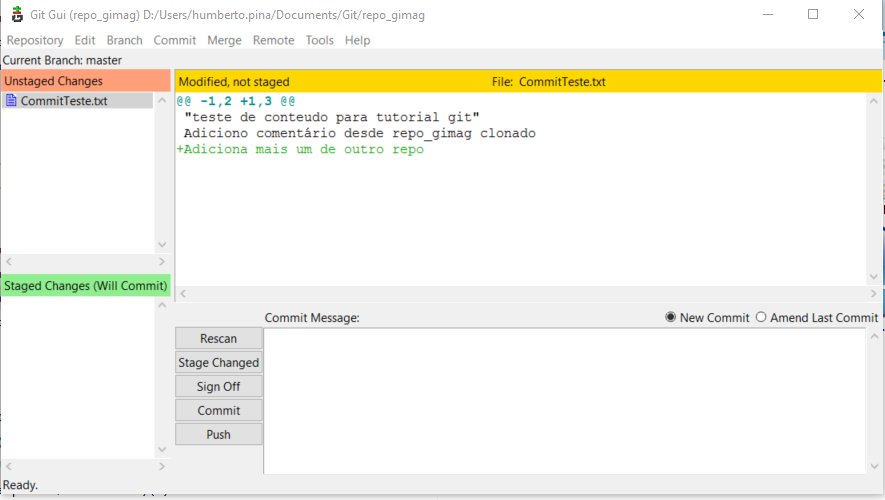 Git Gui (repo_gimag) D:/Users/humberto.pina/Documents/Git/repo_gimag
Repository Edit Branch Commit Merge Remote Tools Help
Current Branch: master
Unstaged Changes
CommitTeste.txt
Modified, not staged File: CommitTeste.txt
@@ -1,2 +1,3 @@
"teste de conteudo para tutorial git"
Adiciono comentário desde repo_gimag clonado
+Adiciona mais um de outro repo
Staged Changes (Will Commit)
Commit Message: New Commit Amend Last Commit
Rescan
Stage Changed
Sign Off
Commit
Push
Ready.